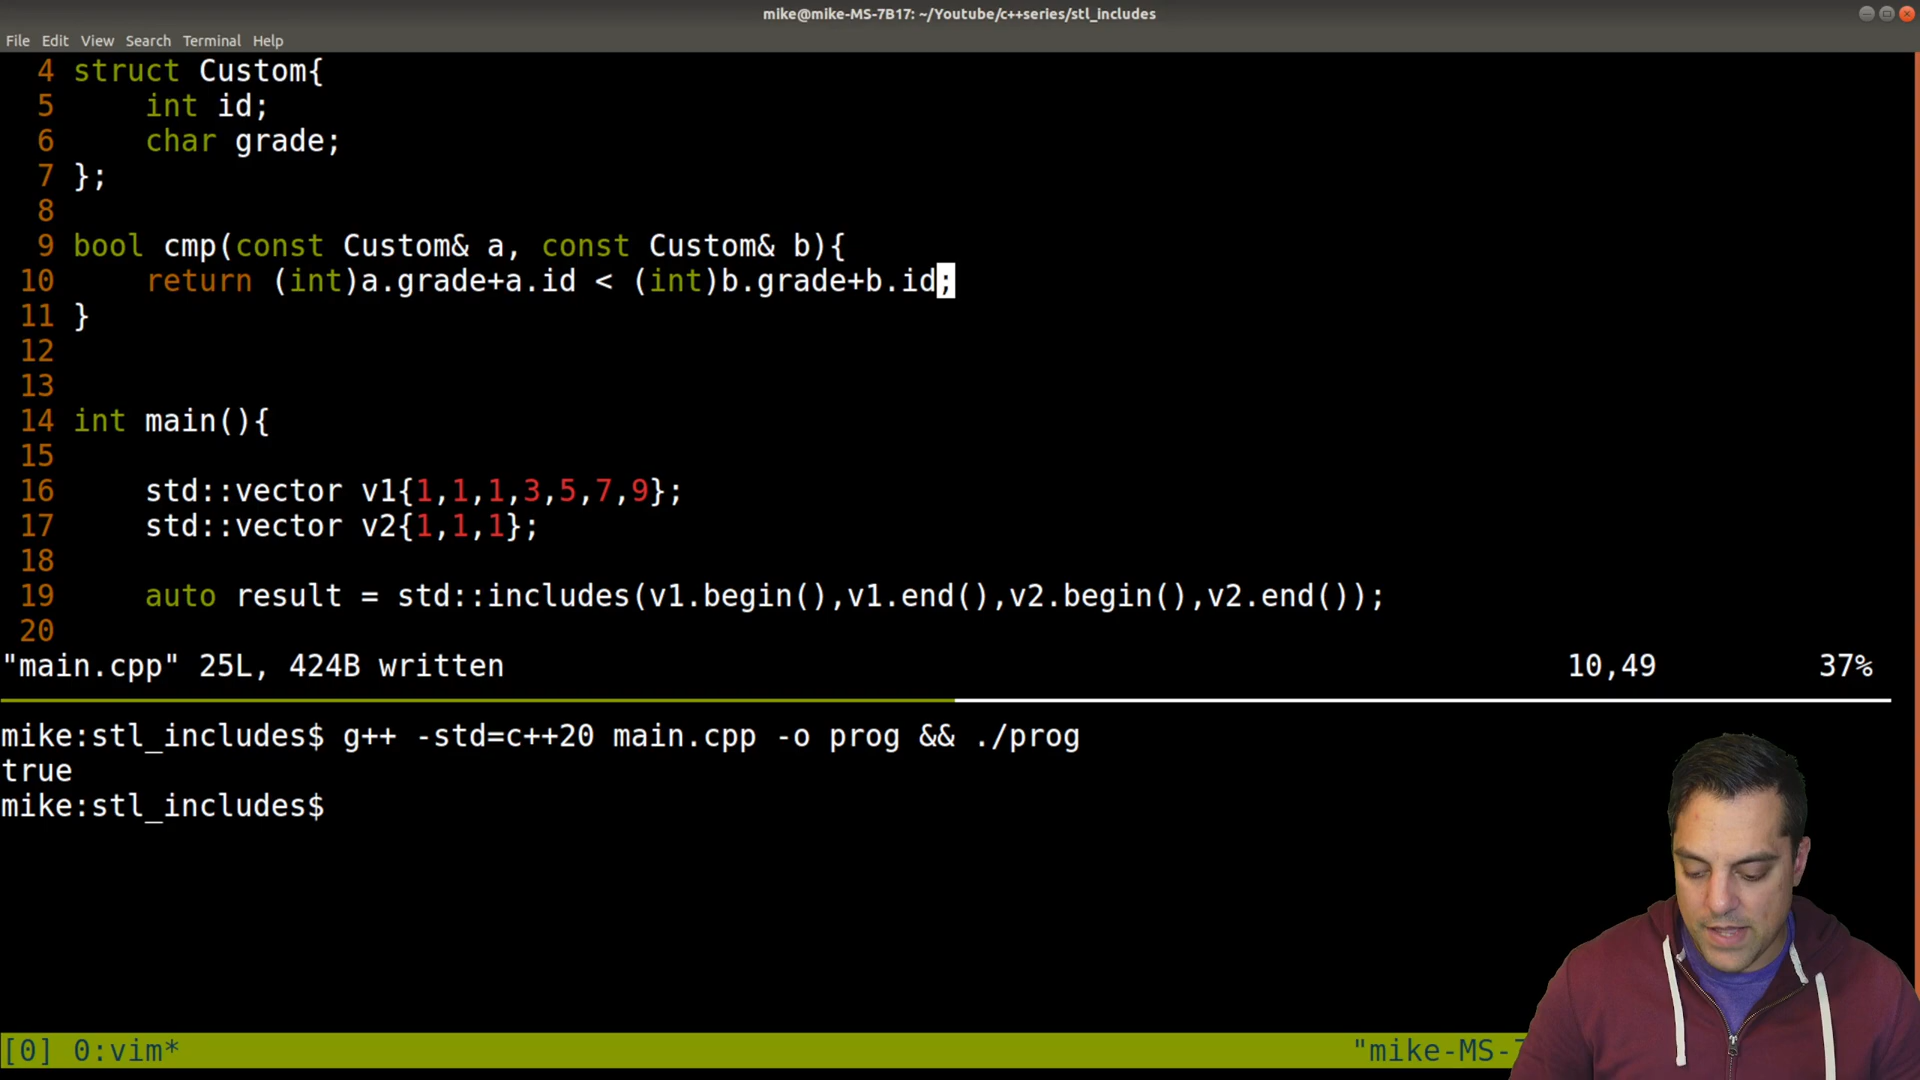 mike@mike-MS-7B17: ~/Youtube/c++series/stl_includes
File Edit View Search Terminal Help
4 struct Custom{
5     int id;
6     char grade;
7 };
8
9 bool cmp(const Custom& a, const Custom& b){
10     return (int)a.grade+a.id < (int)b.grade+b.id;
11 }
12
13
14 int main(){
15
16     std::vector v1{1,1,1,3,5,7,9};
17     std::vector v2{1,1,1};
18
19     auto result = std::includes(v1.begin(),v1.end(),v2.begin(),v2.end());
20
"main.cpp" 25L, 424B written 10,49 37%
mike:stl_includes$ g++ -std=c++20 main.cpp -o prog && ./prog
true
mike:stl_includes$
[0] 0:vim* "mike-MS-7